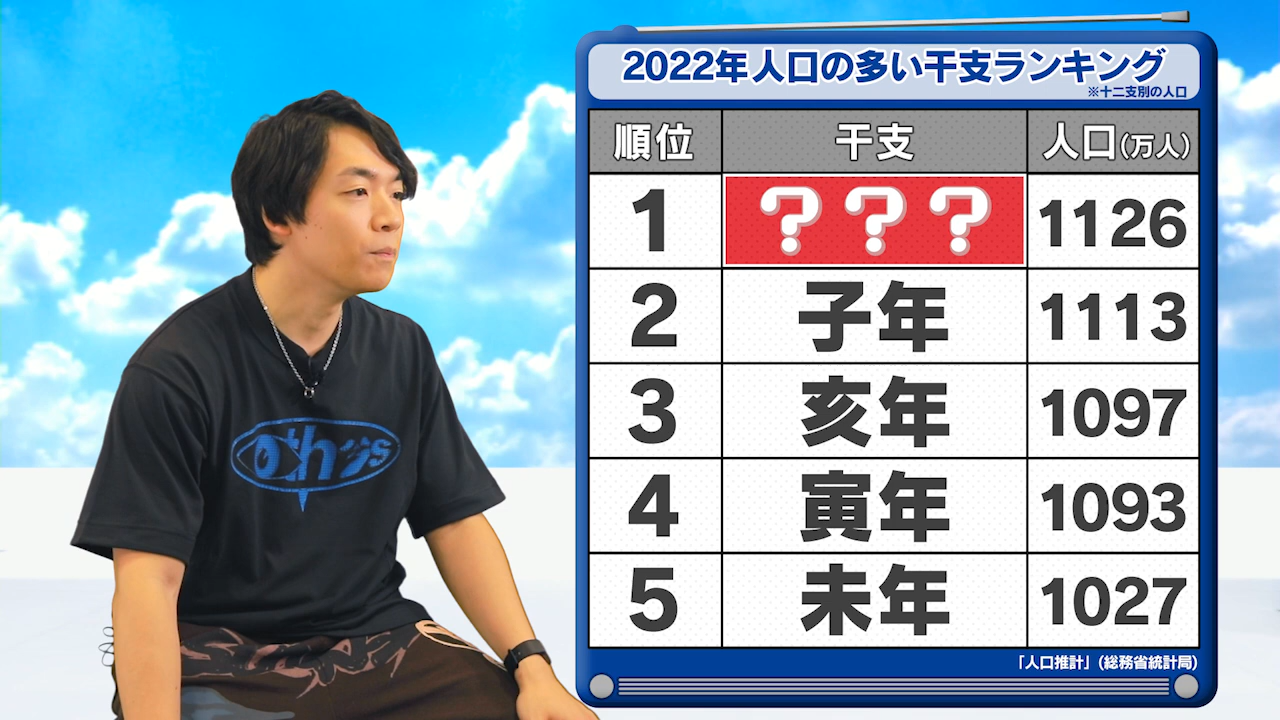 2022年人口の多い干支ランキング
※十二支別の人口
順位 干支 人口(万人)
1 ??? 1126
2 子年 1113
3 亥年 1097
4 寅年 1093
5 未年 1027
「人口推計」(総務省統計局)